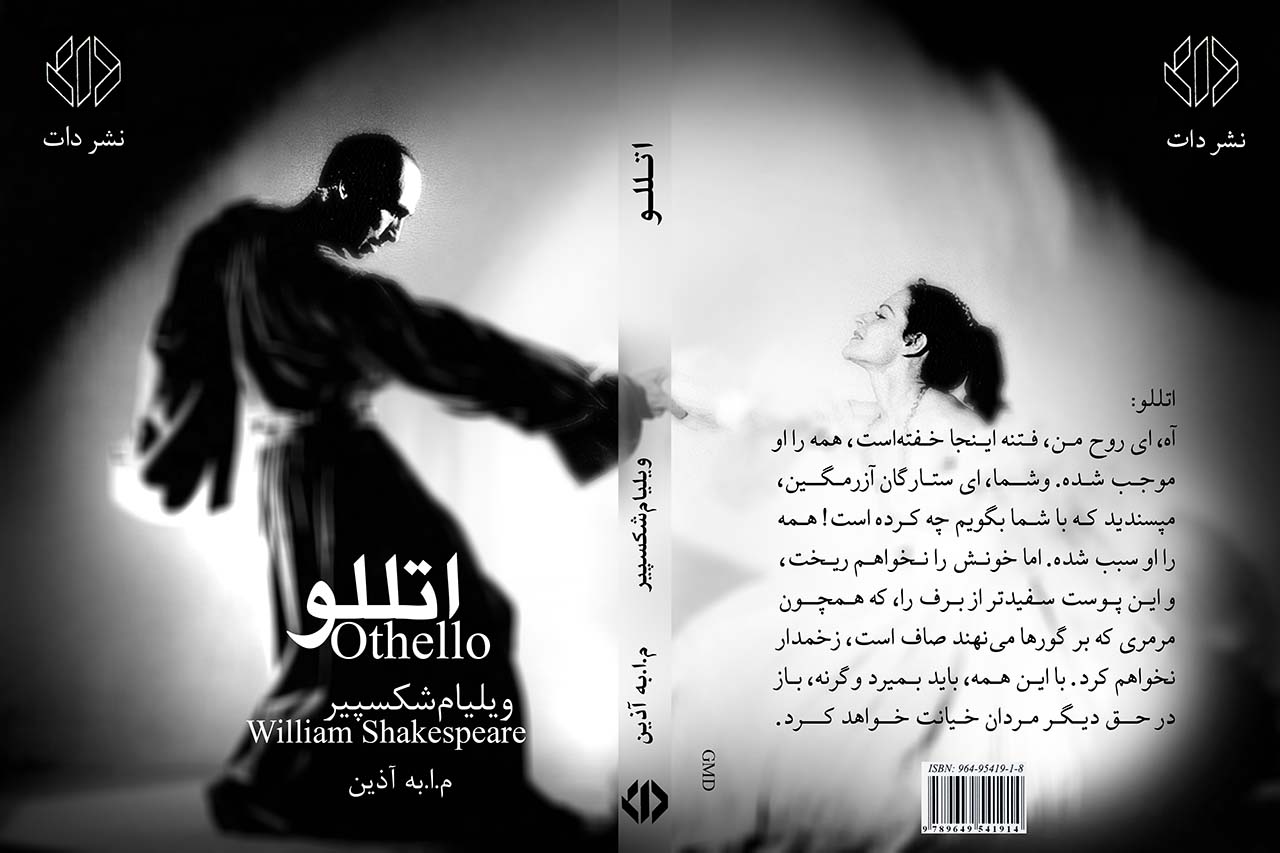 نشر دات
اتللو
Othello
ویلیام شکسپیر
William Shakespeare
م.ا.به آذین
اتللو
ویلیام شکسپیر
م.ا.به آذین
نشر دات
اتللو:
آه، ای روح من، فتنه اینجا خفته‌است، همه را او
موجب شده. وشما، ای ستارگان آزرمگین،
مپسندید که با شما بگویم چه کرده است! همه
را او سبب شده. اما خونش را نخواهم ریخت،
و این پوست سفیدتر از برف را، که همچون
مرمری که بر گورها می‌نهند صاف است، زخمدار
نخواهم کرد. با این همه، باید بمیرد وگرنه، باز
در حق دیگر مردان خیانت خواهد کرد.
GMD
ISBN: 964-95419-1-8
9 789649 541914